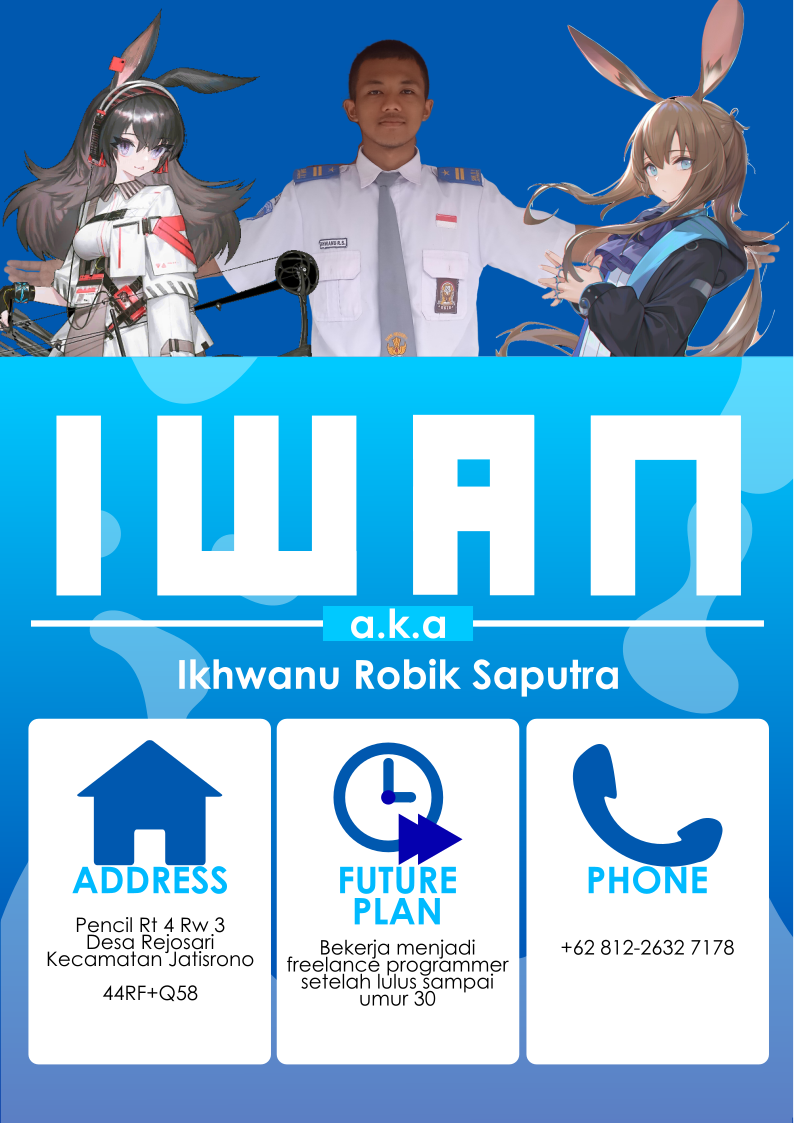 IKHWANU R.S.
IWAN
a.k.a
Ikhwanu Robik Saputra
ADDRESS
Pencil Rt 4 Rw 3
Desa Rejosari
Kecamatan Jatisrono
44RF+Q58
FUTURE
PLAN
Bekerja menjadi
freelance programmer
setelah lulus sampai
umur 30
PHONE
+62 812-2632 7178